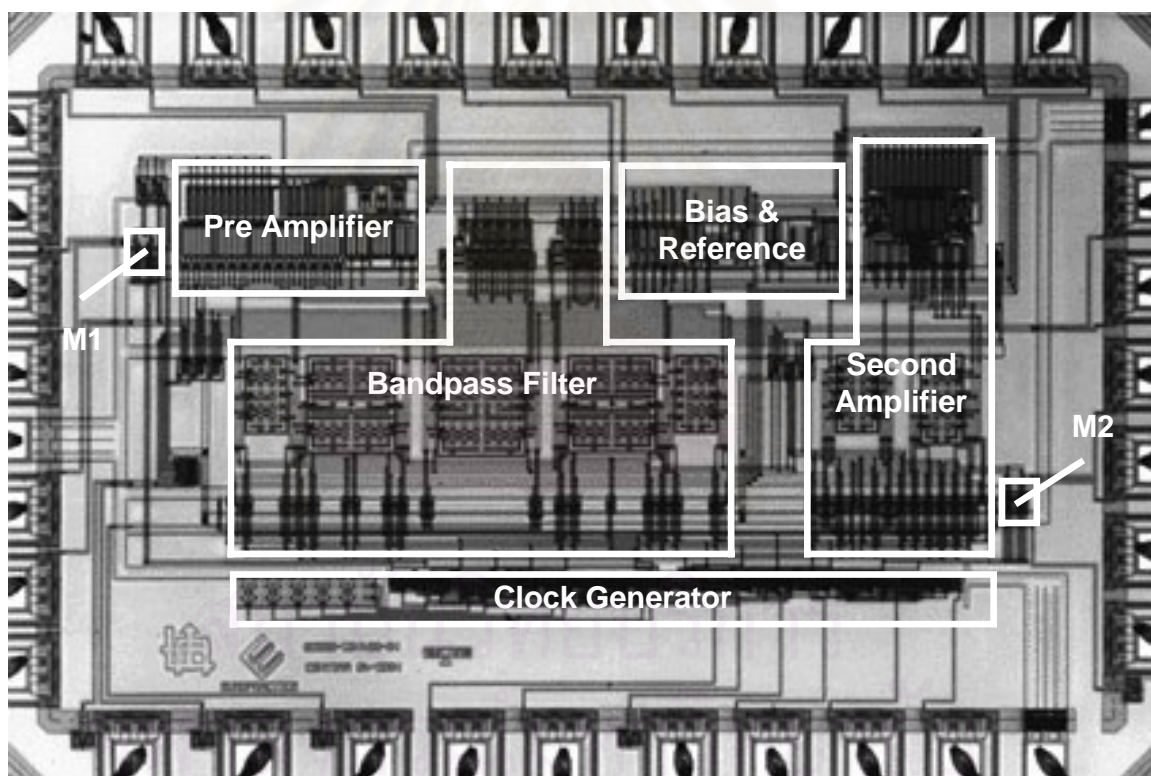 Pre Amplifier
Bias &
Reference
M1
Bandpass Filter
Second
Amplifier
M2
Clock Generator